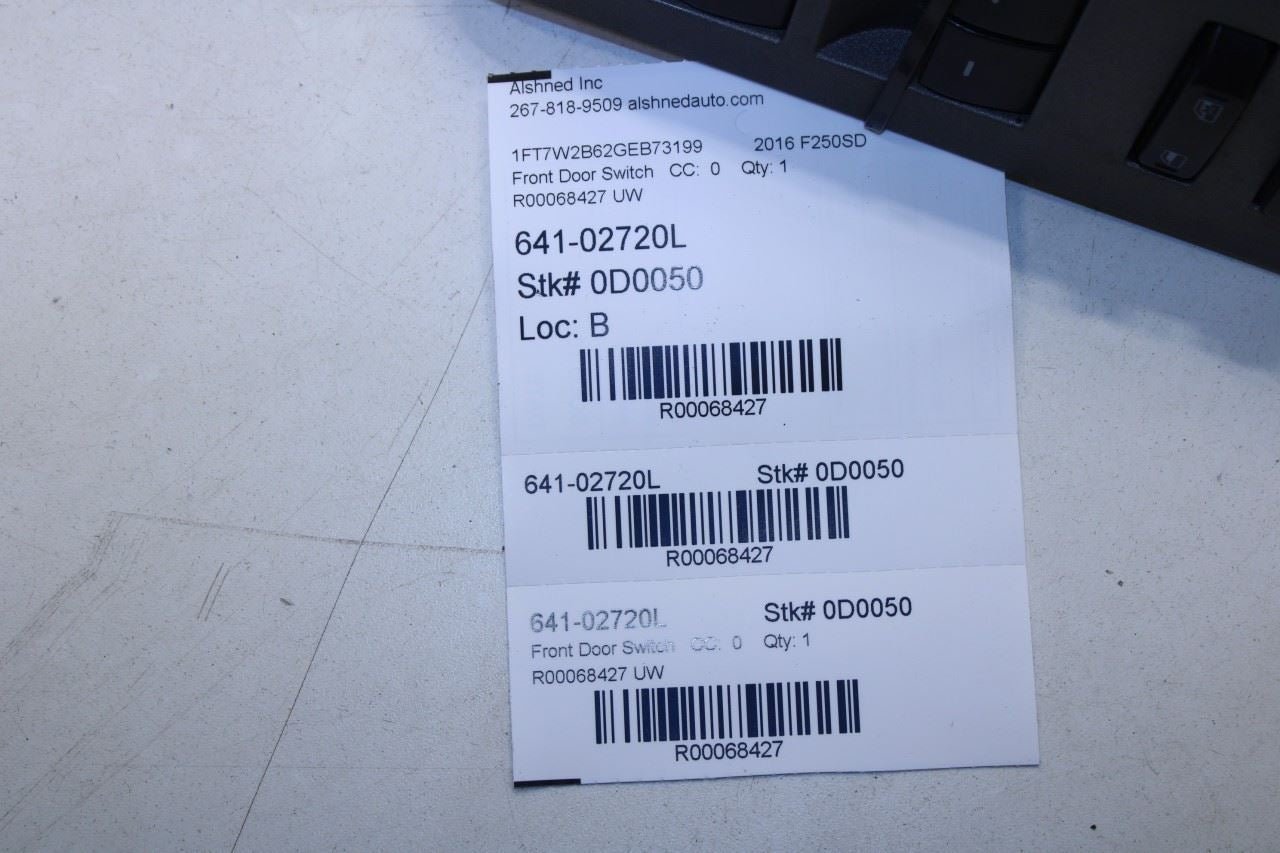 Alshned Inc
267-818-9509 alshnedauto.com
1FT7W2B62GEB73199 2016 F250SD
Front Door Switch CC: 0 Qty: 1
R00068427 UW
641-02720L
Stk# 0D0050
Loc: B
R00068427
641-02720L Stk# 0D0050
R00068427
641-02720L Stk# 0D0050
Front Door Switch CC: 0 Qty: 1
R00068427 UW
R00068427